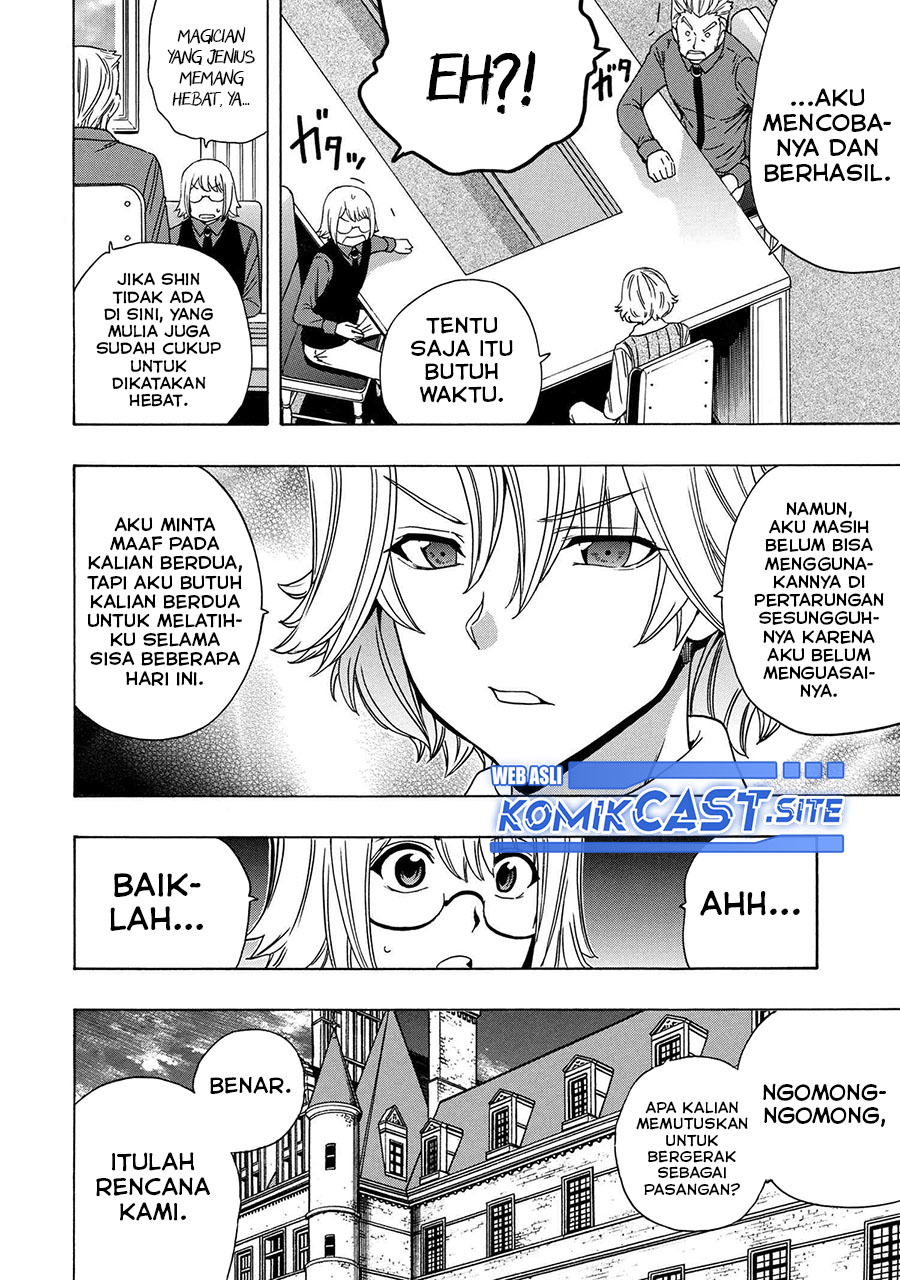 ...AKU
MENCOBA-
NYA DAN
BERHASIL.
EH?!
ガタッ
ガタ
TENTU
SAJA ITU
BUTUH
WAKTU.
MAGICIAN
YANG JENIUS
MEMANG
HEBAT, YA...
JIKA SHIN
TIDAK ADA
DI SINI, YANG
MULIA JUGA
SUDAH CUKUP
UNTUK
DIKATAKAN
HEBAT.
NAMUN,
AKU MASIH
BELUM BISA
MENGGUNA-
KANNYA DI
PERTARUNGAN
SESUNGGUH-
NYA KARENA
AKU BELUM
MENGUASAI-
NYA.
AKU MINTA
MAAF PADA
KALIAN BERDUA,
TAPI AKU BUTUH
KALIAN BERDUA
UNTUK MELATIH-
KU SELAMA
SISA BEBERAPA
HARI INI.
WEB ASLI
KOMIKCAST.SITE
AHH...
BAIK-
LAH...
NGOMONG-
NGOMONG,
APA KALIAN
MEMUTUSKAN
UNTUK
BERGERAK
SEBAGAI
PASANGAN?
BENAR.
ITULAH
RENCANA
KAMI.